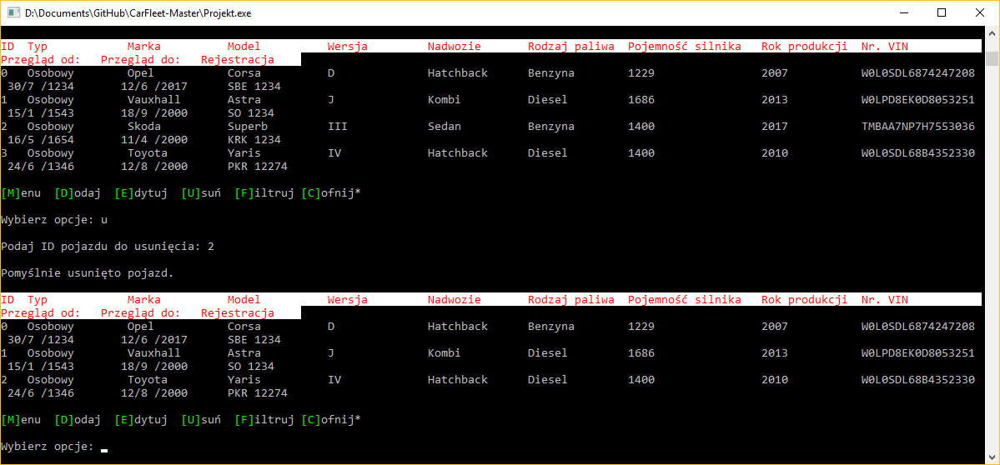 D:\Documents\GitHub\CarFleet-Master\Projekt.exe
ID Typ Marka Model Wersja Nadwozie Rodzaj paliwa Pojemność silnika Rok produkcji Nr. VIN
Przegląd od: Przegląd do: Rejestracja
0 Osobowy Opel Corsa D Hatchback Benzyna 1229 2007 W0L0SDL6874247208
30/7 /1234 12/6 /2017 SBE 1234
1 Osobowy Vauxhall Astra J Kombi Diesel 1686 2013 W0LPD8EK0D8053251
15/1 /1543 18/9 /2000 SO 1234
2 Osobowy Skoda Superb III Sedan Benzyna 1400 2017 TMBAA7NP7H7553036
16/5 /1654 11/4 /2000 KRK 1234
3 Osobowy Toyota Yaris IV Hatchback Diesel 1400 2010 W0L0SDL68B4352330
24/6 /1346 12/8 /2000 PKR 12274
[M]enu [D]odaj [E]dytuj [U]suń [F]iltruj [C]ofnij*
Wybierz opcje: u
Podaj ID pojazdu do usunięcia: 2
Pomyślnie usunięto pojazd.
ID Typ Marka Model Wersja Nadwozie Rodzaj paliwa Pojemność silnika Rok produkcji Nr. VIN
Przegląd od: Przegląd do: Rejestracja
0 Osobowy Opel Corsa D Hatchback Benzyna 1229 2007 W0L0SDL6874247208
30/7 /1234 12/6 /2017 SBE 1234
1 Osobowy Vauxhall Astra J Kombi Diesel 1686 2013 W0LPD8EK0D8053251
15/1 /1543 18/9 /2000 SO 1234
2 Osobowy Toyota Yaris IV Hatchback Diesel 1400 2010 W0L0SDL68B4352330
24/6 /1346 12/8 /2000 PKR 12274
[M]enu [D]odaj [E]dytuj [U]suń [F]iltruj [C]ofnij*
Wybierz opcje: